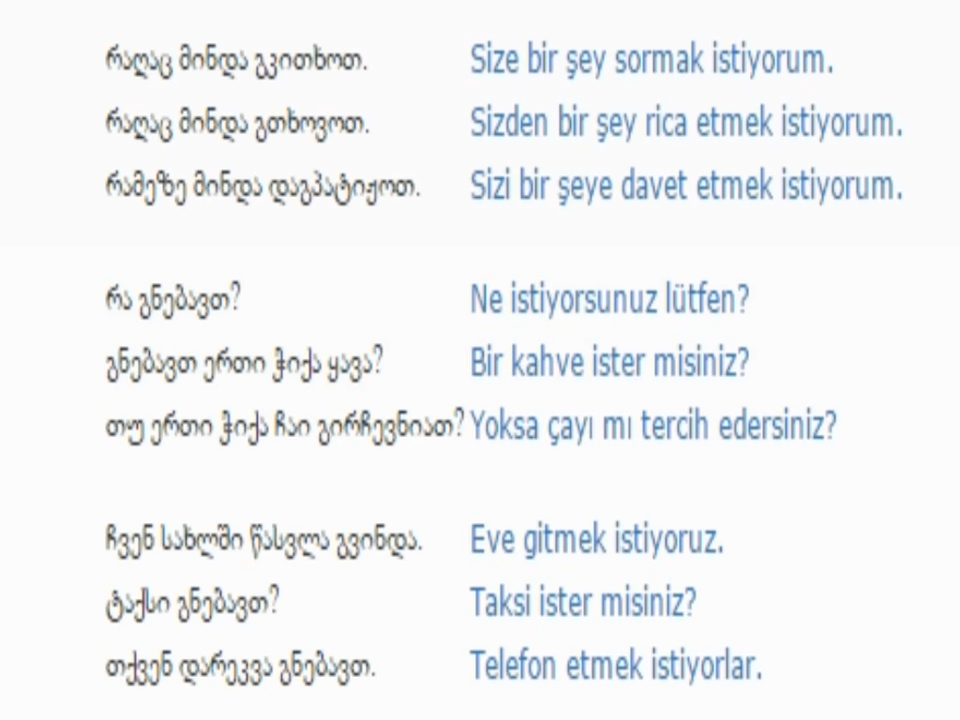 რაღაც მინდა გკითხოთ. Size bir şey sormak istiyorum.
რაღაც მინდა გთხოვოთ. Sizden bir şey rica etmek istiyorum.
რამეზე მინდა დაგპატიჟოთ. Sizi bir şeye davet etmek istiyorum.
რა გნებავთ? Ne istiyorsunuz lütfen?
გნებავთ ერთი ჭიქა ყავა? Bir kahve ister misiniz?
თუ ერთი ჭიქა ჩაი გირჩევნიათ? Yoksa çayı mı tercih edersiniz?
ჩვენ სახლში წასვლა გვინდა. Eve gitmek istiyoruz.
ტაქსი გნებავთ? Taksi ister misiniz?
თქვენ დარეკვა გნებავთ. Telefon etmek istiyorlar.